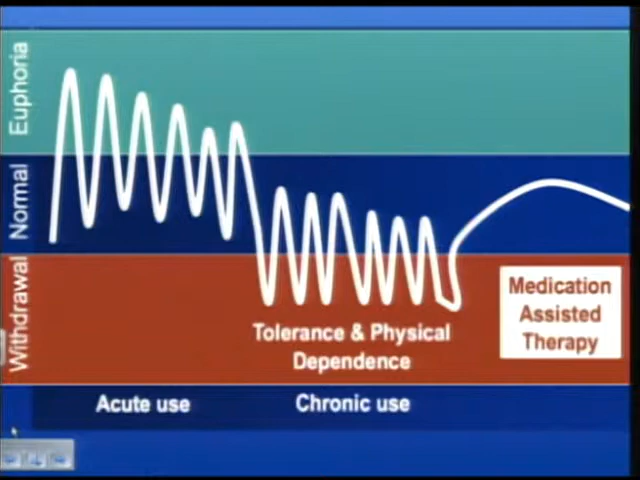 Euphoria
Normal
Withdrawal
Tolerance & Physical
Dependence
Medication
Assisted
Therapy
Acute use
Chronic use